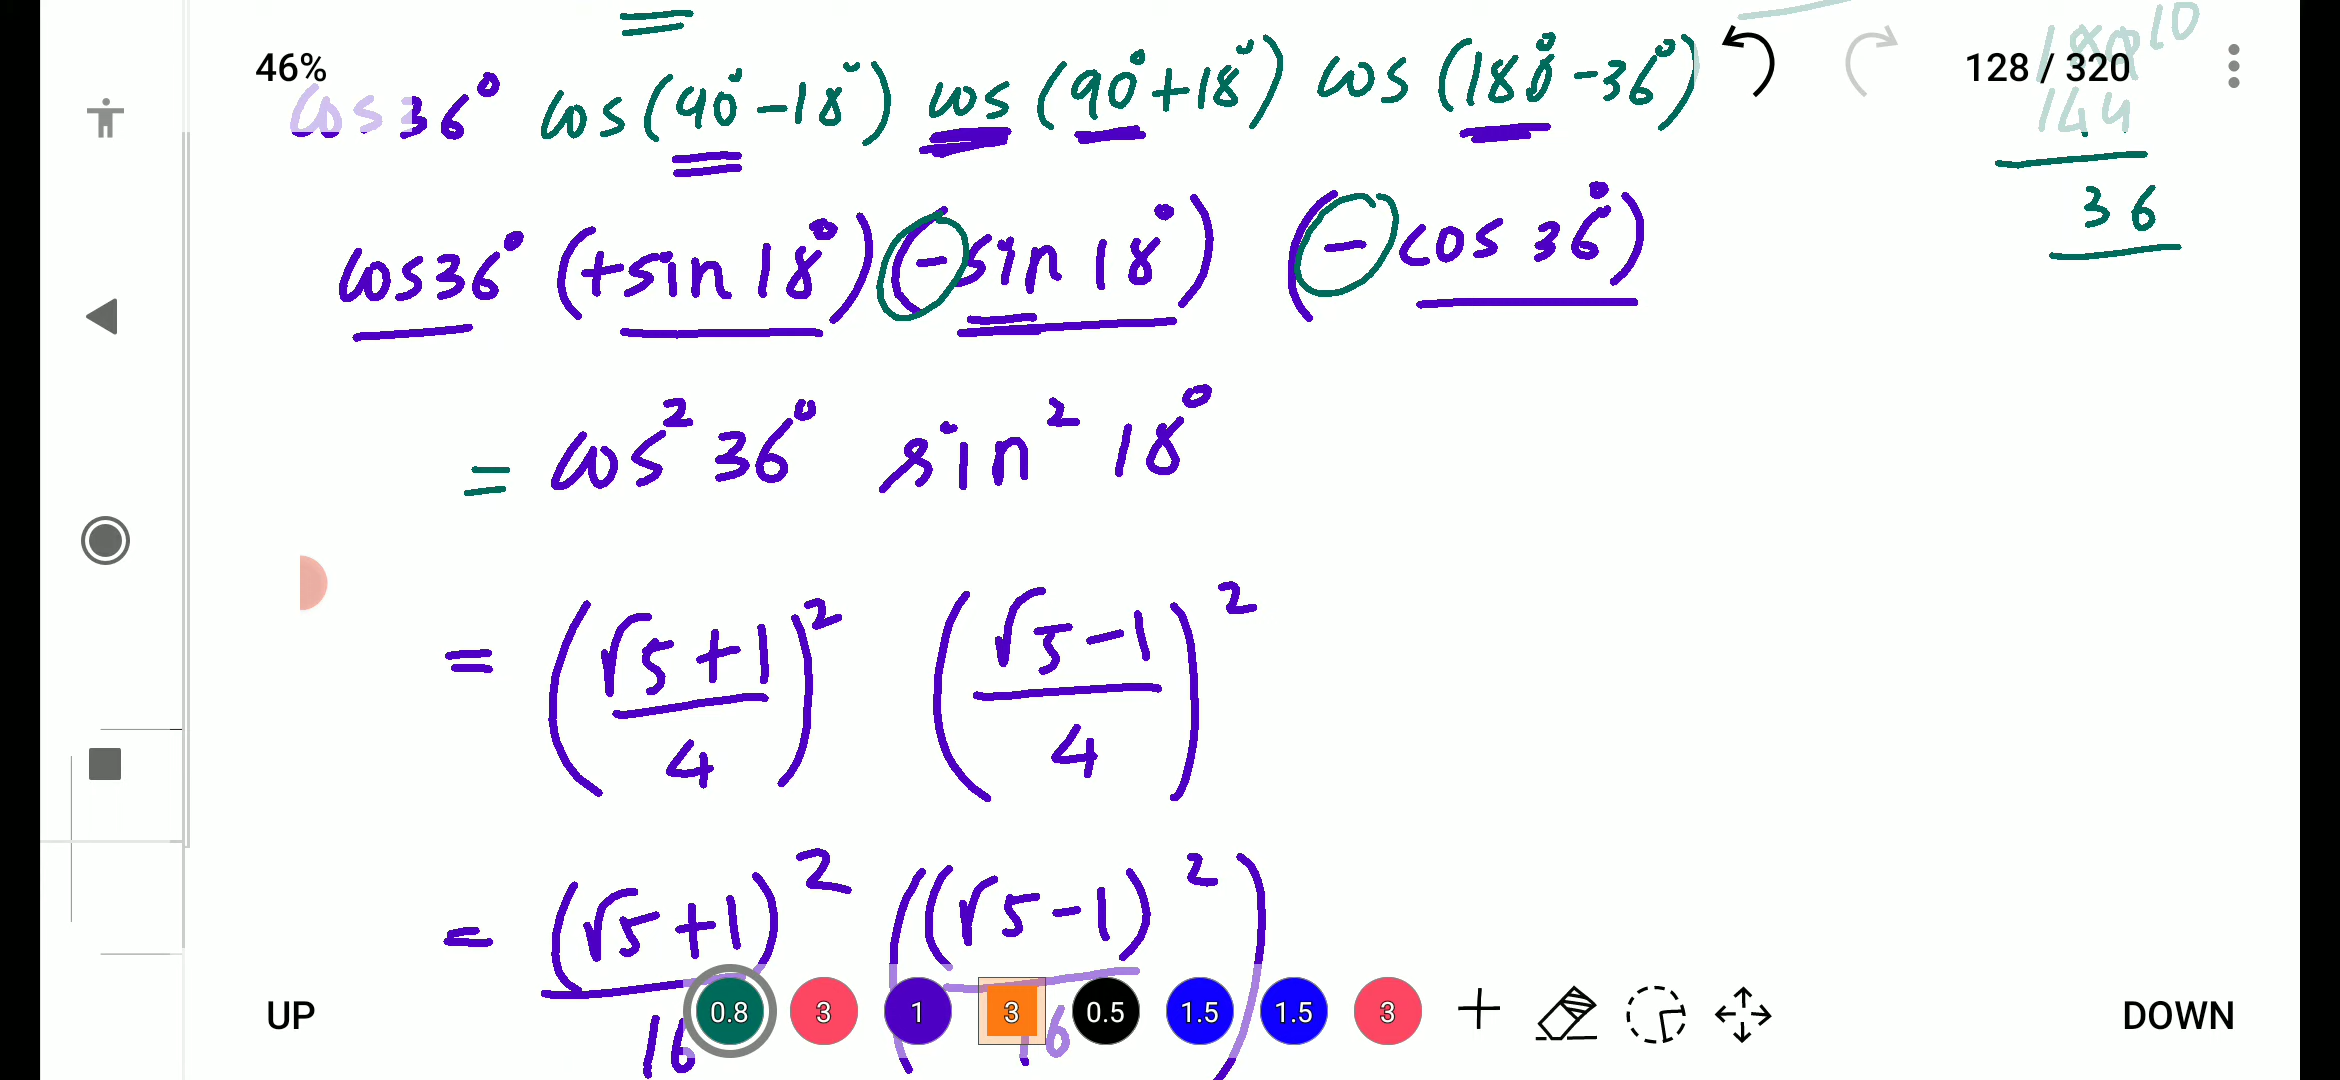 46%
128 / 320
cos 36° cos (90° - 18°) cos (90° + 18°) cos (180° - 36°)
144
36
cos 36° (+sin 18°) (-sin 18°) (-cos 36°)
= cos² 36° sin² 18°
= (√5+1 / 4)² (√5-1 / 4)²
= (√5+1)² / 16 ((√5-1)² / 16)
UP 0.8 3 1 3 0.5 1.5 1.5 3 DOWN